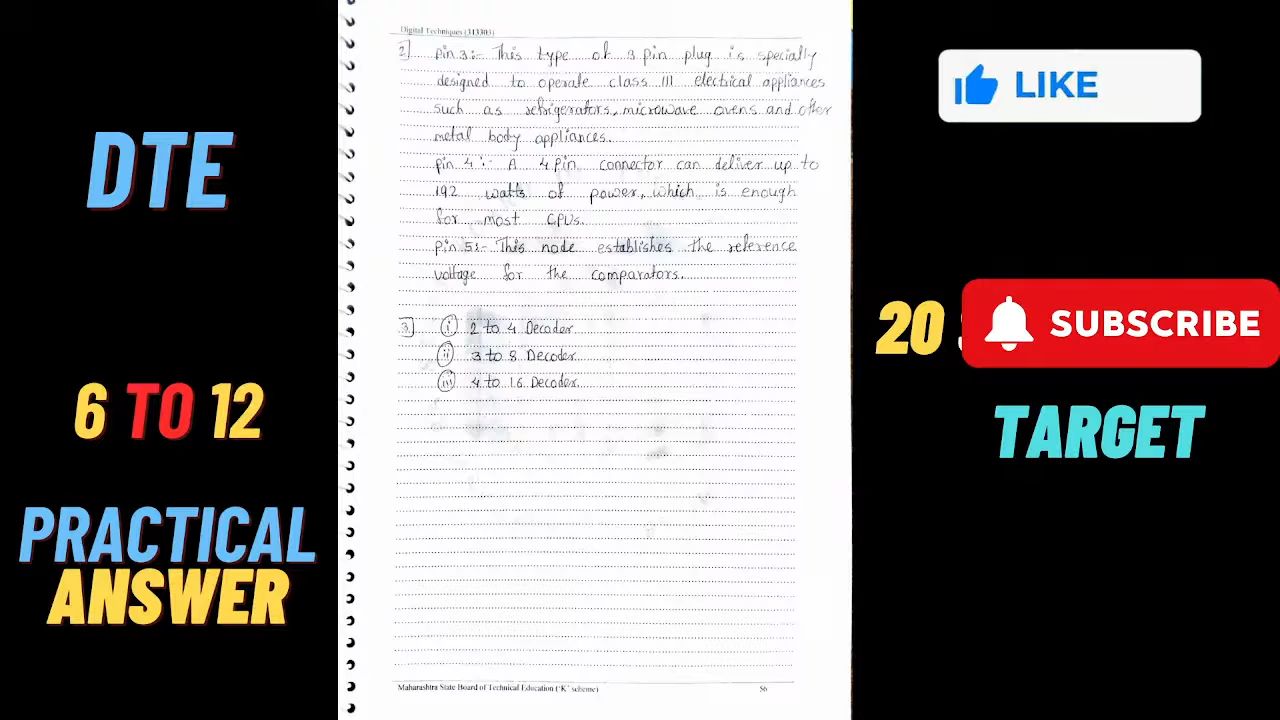 DTE
6 TO 12
PRACTICAL
ANSWER
Digital Techniques (313303)
2] pin 3:- This type of 3 pin plug is specially
designed to operate class III electrical appliances
such as refrigerators, microwave ovens and other
metal body appliances.
pin 4:- A 4 pin connector can deliver up to
192 watts of power, which is enough
for most CPUs.
pin 5:- This node establishes the reference
voltage for the comparators.
3] (i) 2 to 4 Decoder
(ii) 3 to 8 Decoder
(iii) 4 to 16 Decoder
Maharashtra State Board of Technical Education ('K' scheme) 56
LIKE
20
SUBSCRIBE
TARGET